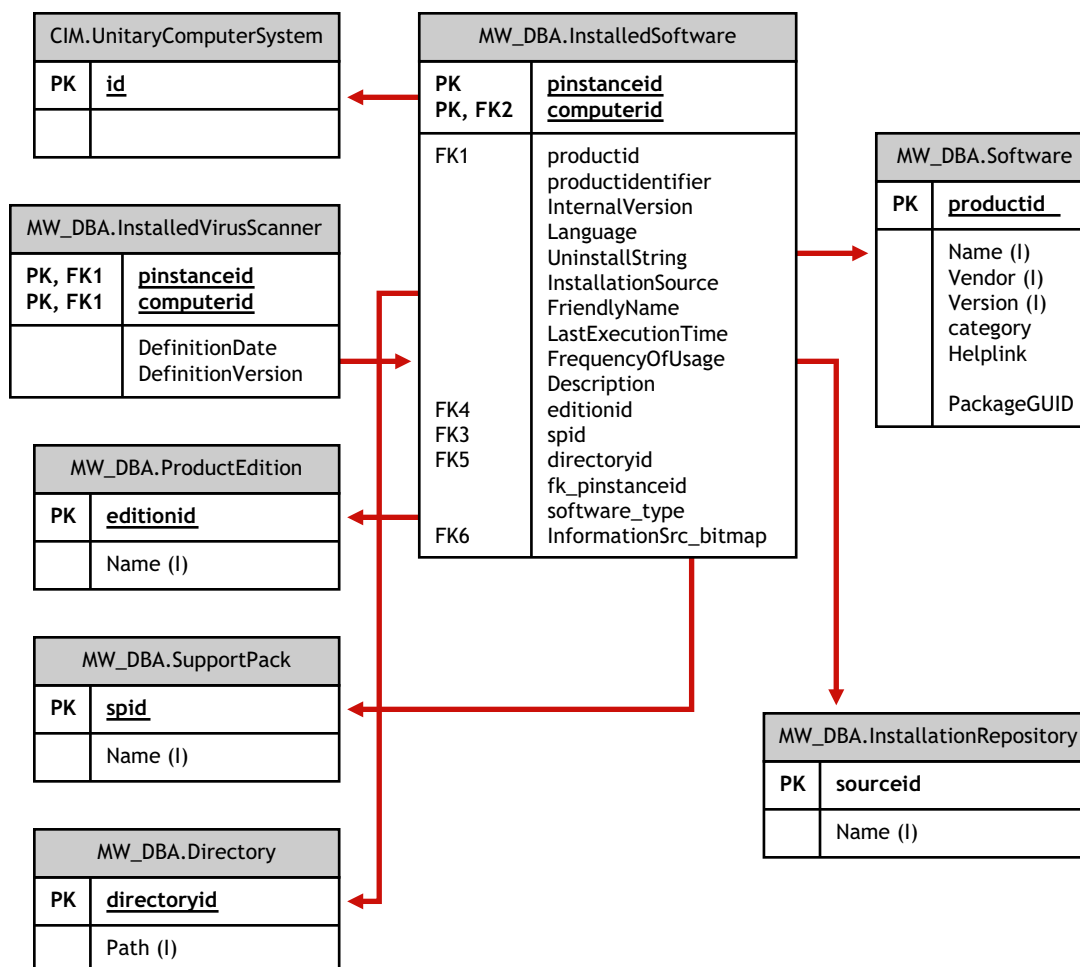 CIM.UnitaryComputerSystem
PK id
MW_DBA.InstalledSoftware
PK pinstanceid
PK, FK2 computerid
FK1 productid
productidentifier
InternalVersion
Language
UninstallString
InstallationSource
FriendlyName
LastExecutionTime
FrequencyOfUsage
Description
FK4 editionid
FK3 spid
FK5 directoryid
fk_pinstanceid
software_type
FK6 InformationSrc_bitmap
MW_DBA.Software
PK productid
Name (I)
Vendor (I)
Version (I)
category
Helplink
PackageGUID
MW_DBA.InstalledVirusScanner
PK, FK1 pinstanceid
PK, FK1 computerid
DefinitionDate
DefinitionVersion
MW_DBA.ProductEdition
PK editionid
Name (I)
MW_DBA.SupportPack
PK spid
Name (I)
MW_DBA.InstallationRepository
PK sourceid
Name (I)
MW_DBA.Directory
PK directoryid
Path (I)